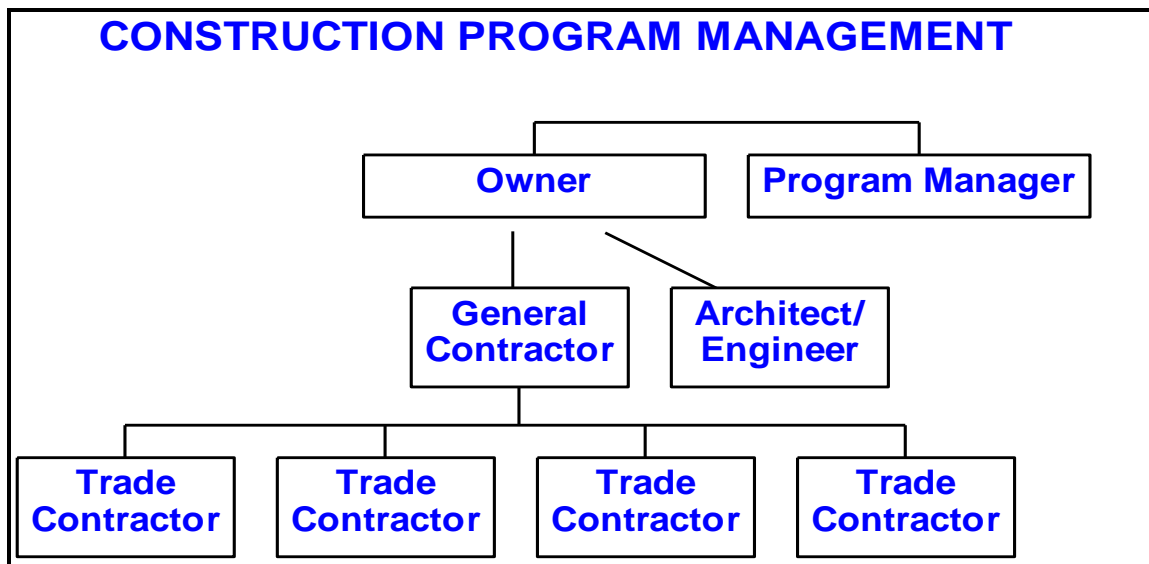 CONSTRUCTION PROGRAM MANAGEMENT
Owner
Program Manager
General
Contractor
Architect/
Engineer
Trade
Contractor
Trade
Contractor
Trade
Contractor
Trade
Contractor